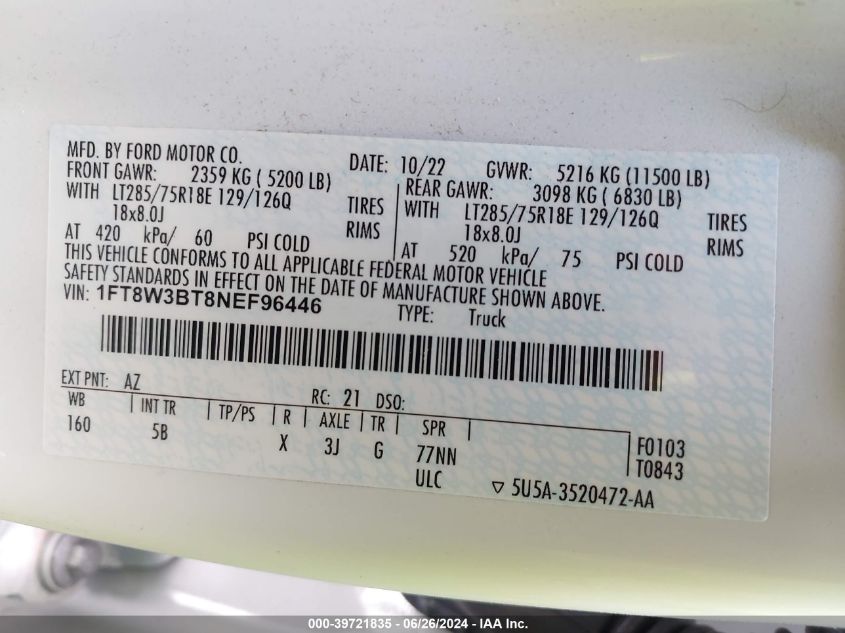 MFD. BY FORD MOTOR CO. DATE: 10/22 GVWR: 5216 KG (11500 LB)
FRONT GAWR: 2359 KG ( 5200 LB) REAR GAWR: 3098 KG ( 6830 LB)
WITH LT285/75R18E 129/126Q TIRES WITH LT285/75R18E 129/126Q TIRES
18x8.0J RIMS 18x8.0J RIMS
AT 420 kPa/ 60 PSI COLD AT 520 kPa/ 75 PSI COLD
THIS VEHICLE CONFORMS TO ALL APPLICABLE FEDERAL MOTOR VEHICLE
SAFETY STANDARDS IN EFFECT ON THE DATE OF MANUFACTURE SHOWN ABOVE.
VIN: 1FT8W3BT8NEF96446 TYPE: Truck
EXT PNT: AZ RC: 21 DSO:
WB INT TR TP/PS R AXLE TR SPR
160 5B X 3J G 77NN F0103
ULC T0843
▽ 5U5A-3520472-AA
000-39721835 - 06/26/2024 - IAA Inc.